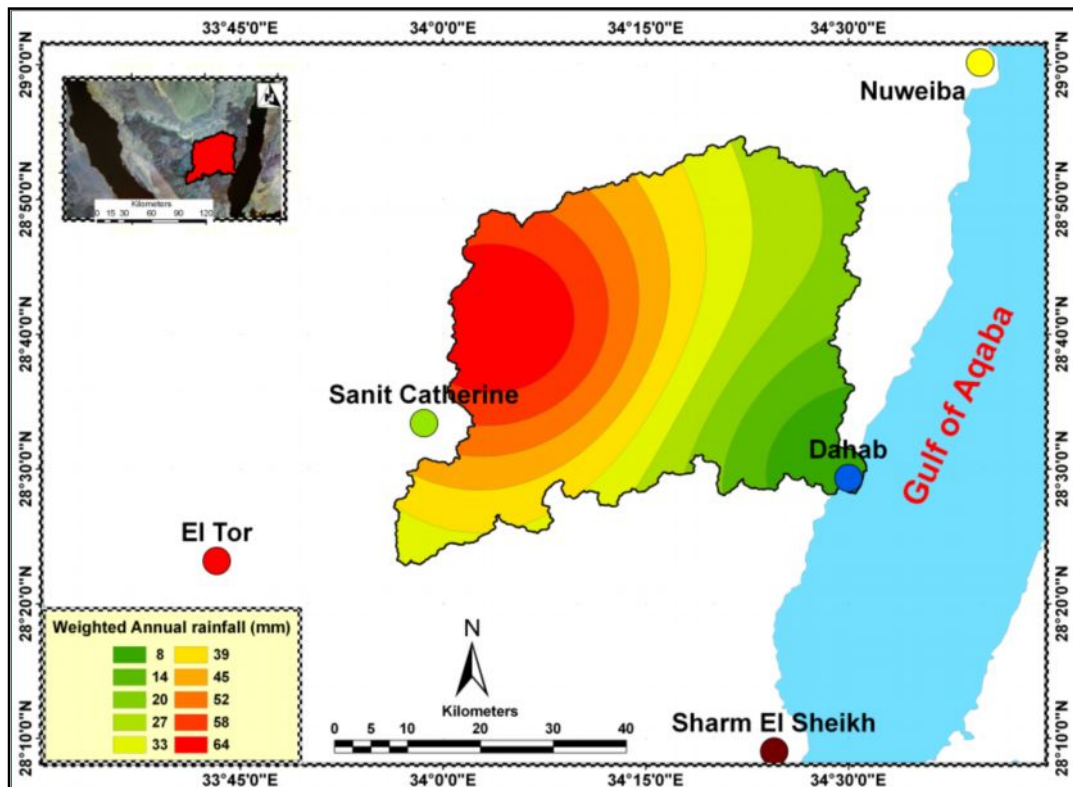 33°45'0"E 34°0'0"E 34°15'0"E 34°30'0"E
29°0'0"N
28°50'0"N
28°40'0"N
28°30'0"N
28°20'0"N
28°10'0"N
Kilometers
0 15 30 60 90 120
Nuweiba
Sanit Catherine
Dahab
Gulf of Aqaba
El Tor
Weighted Annual rainfall (mm)
8 39
14 45
20 52
27 58
33 64
N
Kilometers
0 5 10 20 30 40
Sharm El Sheikh
29°0'0"N
28°50'0"N
28°40'0"N
28°30'0"N
28°20'0"N
28°10'0"N
33°45'0"E 34°0'0"E 34°15'0"E 34°30'0"E